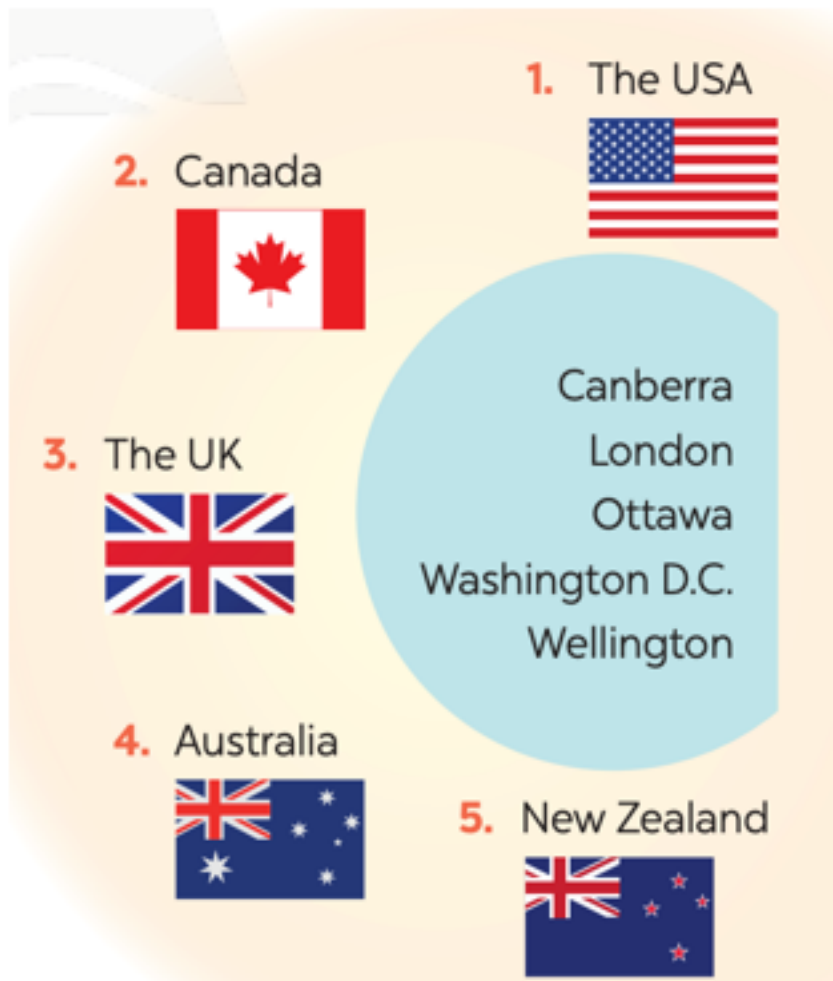 1. The USA
2. Canada
3. The UK
4. Australia
5. New Zealand
Canberra
London
Ottawa
Washington D.C.
Wellington